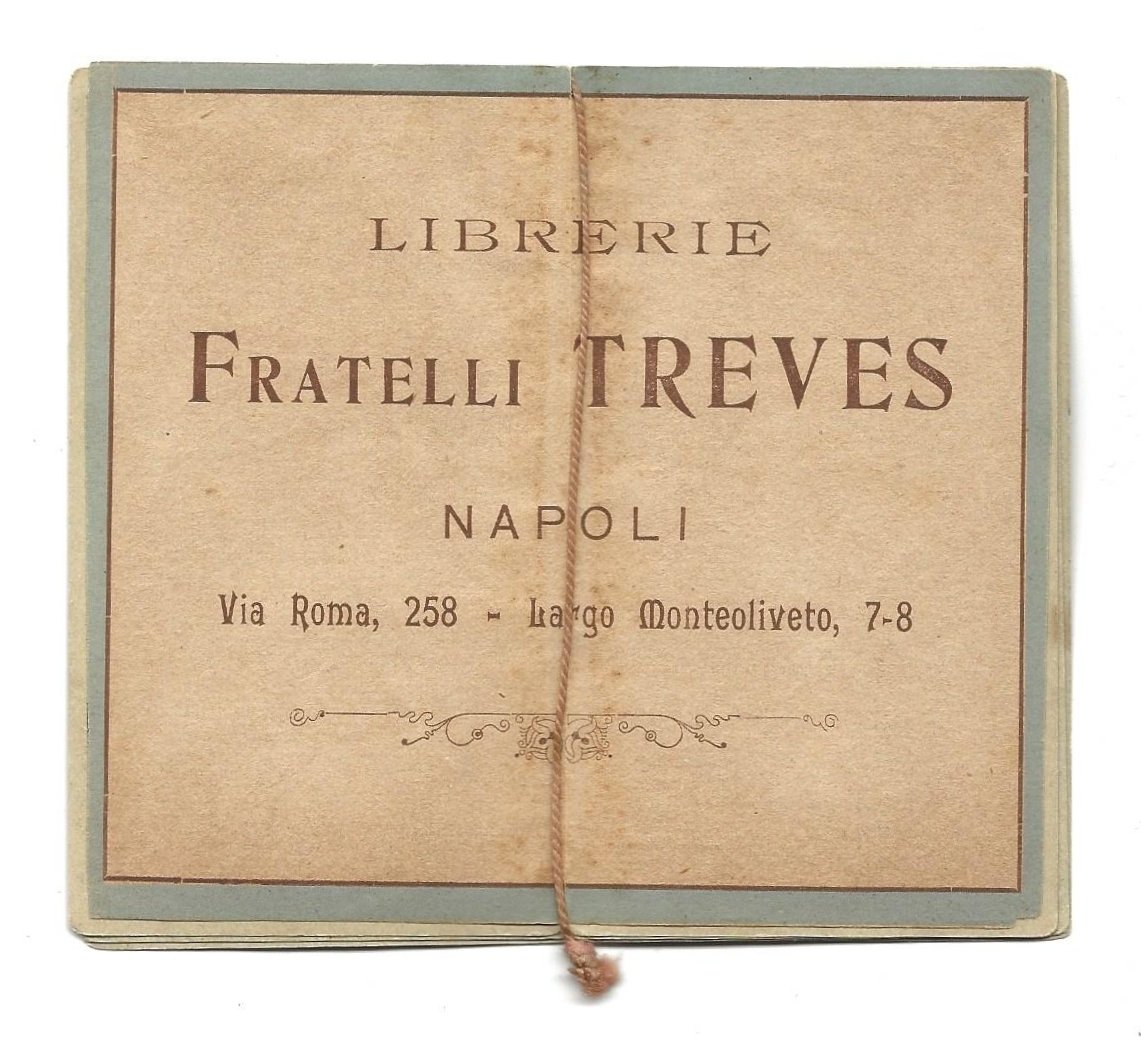 LIBRERIE
FRATELLI TREVES
NAPOLI
Via Roma, 258 - Largo Monteoliveto, 7-8